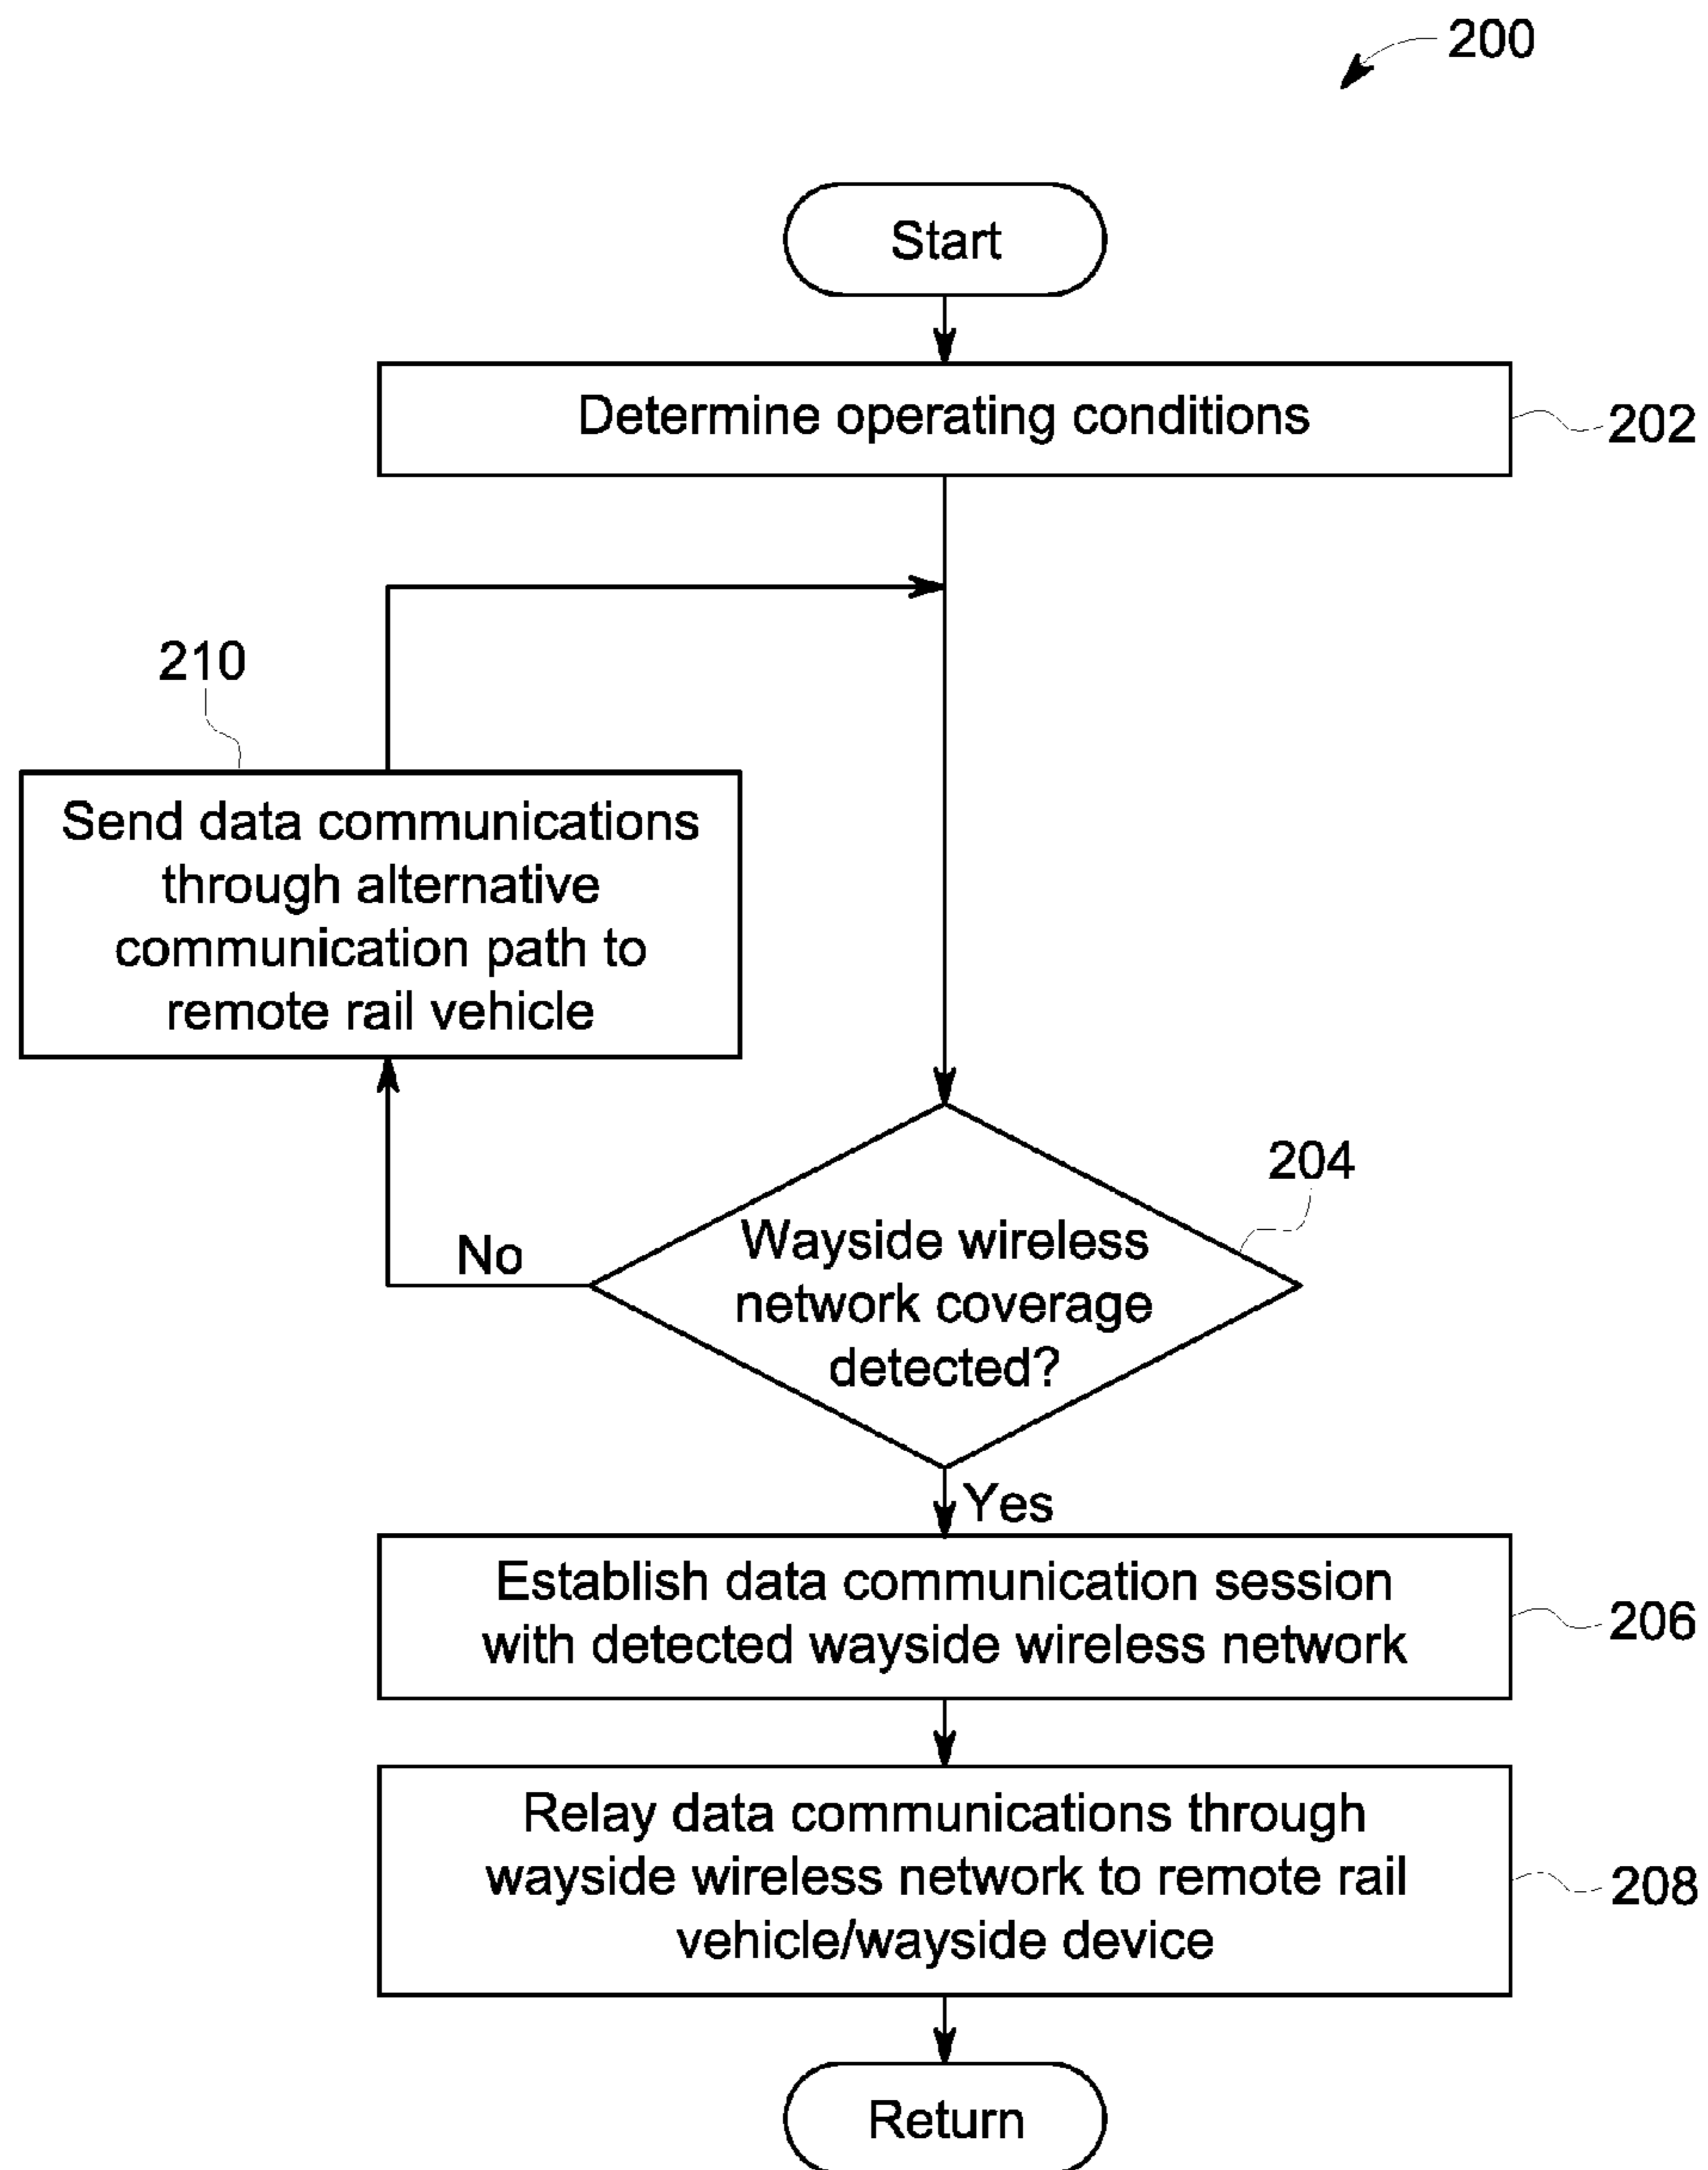 200
Start
Determine operating conditions
202
210
Send data communications
through alternative
communication path to
remote rail vehicle
204
Wayside wireless
network coverage
detected?
No
Yes
Establish data communication session
with detected wayside wireless network
206
Relay data communications through
wayside wireless network to remote rail
vehicle/wayside device
208
Return